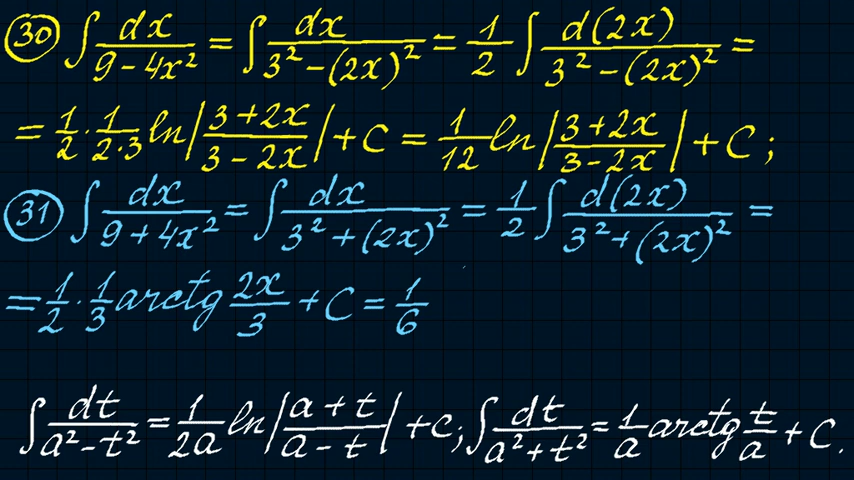 30 ∫ dx/(9-4x²) = ∫ dx/(3²-(2x)²) = 1/2 ∫ d(2x)/(3²-(2x)²) =
= 1/2 · 1/(2·3) ln|(3+2x)/(3-2x)| + C = 1/12 ln|(3+2x)/(3-2x)| + C;
31 ∫ dx/(9+4x²) = ∫ dx/(3²+(2x)²) = 1/2 ∫ d(2x)/(3²+(2x)²) =
= 1/2 · 1/3 arctg 2x/3 + C = 1/6
∫ dt/(a²-t²) = 1/(2a) ln|(a+t)/(a-t)| + C; ∫ dt/(a²+t²) = 1/a arctg t/a + C.